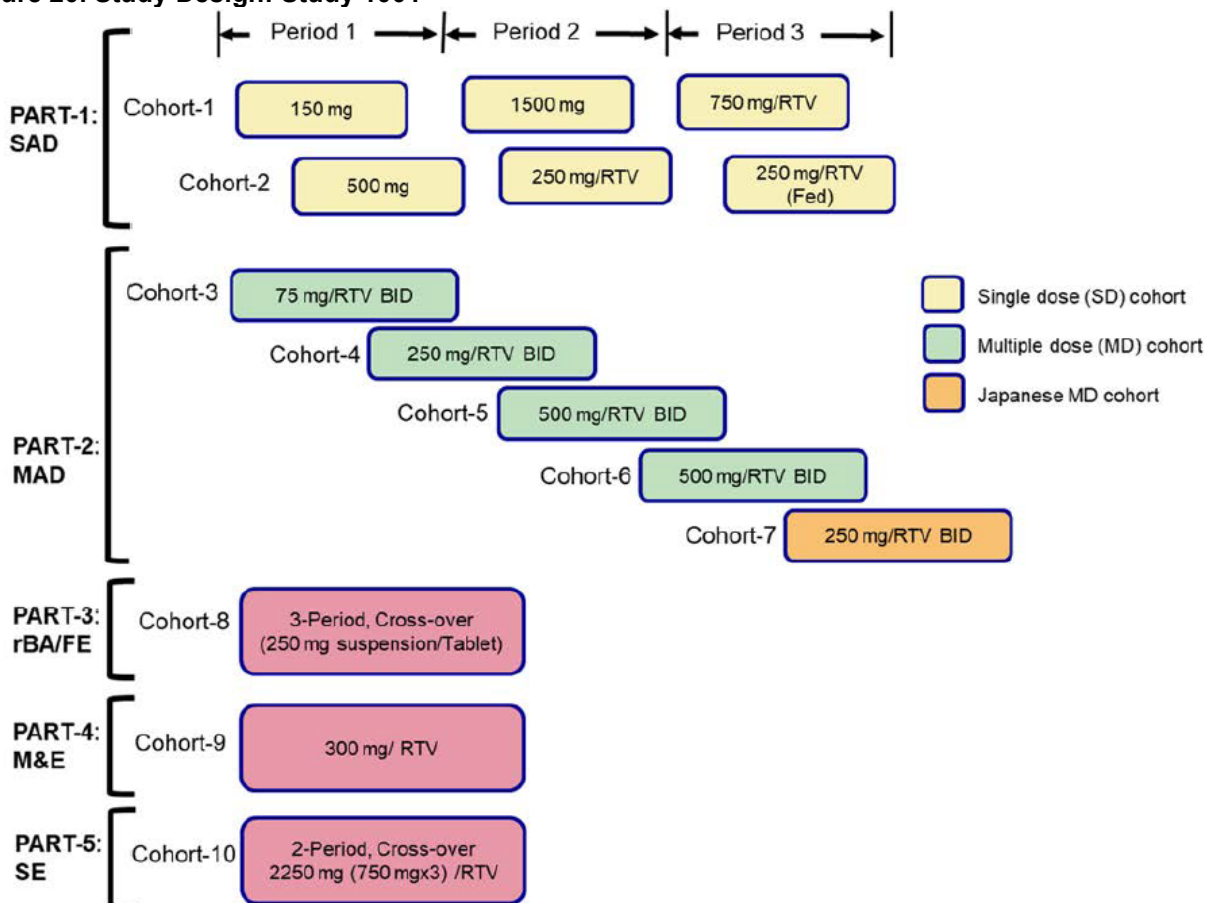 Study Design. Study
Period 1 Period 2 Period 3
PART-1:
SAD
Cohort-1 150 mg 1500 mg 750 mg/RTV
Cohort-2 500 mg 250 mg/RTV 250 mg/RTV
(Fed)
PART-2:
MAD
Cohort-3 75 mg/RTV BID
Cohort-4 250 mg/RTV BID
Cohort-5 500 mg/RTV BID
Cohort-6 500 mg/RTV BID
Cohort-7 250 mg/RTV BID
Single dose (SD) cohort
Multiple dose (MD) cohort
Japanese MD cohort
PART-3:
rBA/FE
Cohort-8 3-Period, Cross-over
(250 mg suspension/Tablet)
PART-4:
M&E
Cohort-9 300 mg/ RTV
PART-5:
SE
Cohort-10 2-Period, Cross-over
2250 mg (750 mgx3) /RTV